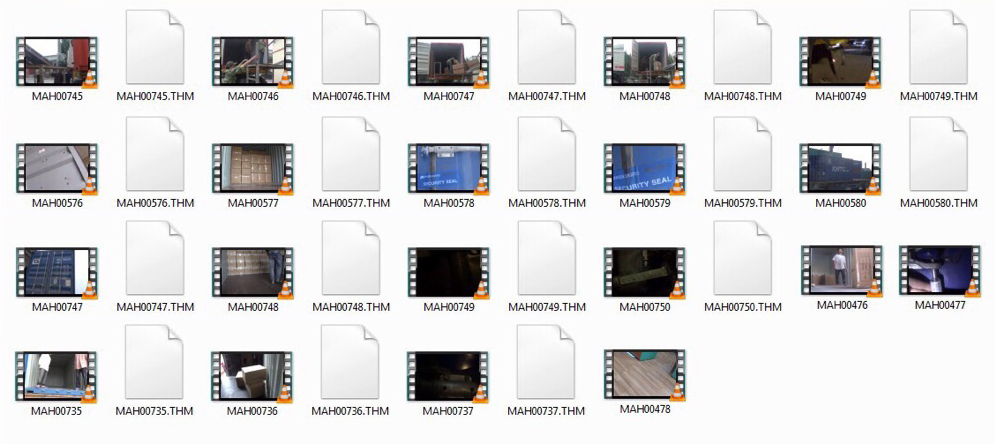 MAH00745 MAH00745.THM MAH00746 MAH00746.THM MAH00747 MAH00747.THM MAH00748 MAH00748.THM MAH00749 MAH00749.THM
SECURITY SEAL
SECURITY SEAL
MAH00576 MAH00576.THM MAH00577 MAH00577.THM MAH00578 MAH00578.THM MAH00579 MAH00579.THM MAH00580 MAH00580.THM
MAH00747 MAH00747.THM MAH00748 MAH00748.THM MAH00749 MAH00749.THM MAH00750 MAH00750.THM MAH00476 MAH00477
MAH00735 MAH00735.THM MAH00736 MAH00736.THM MAH00737 MAH00737.THM MAH00478